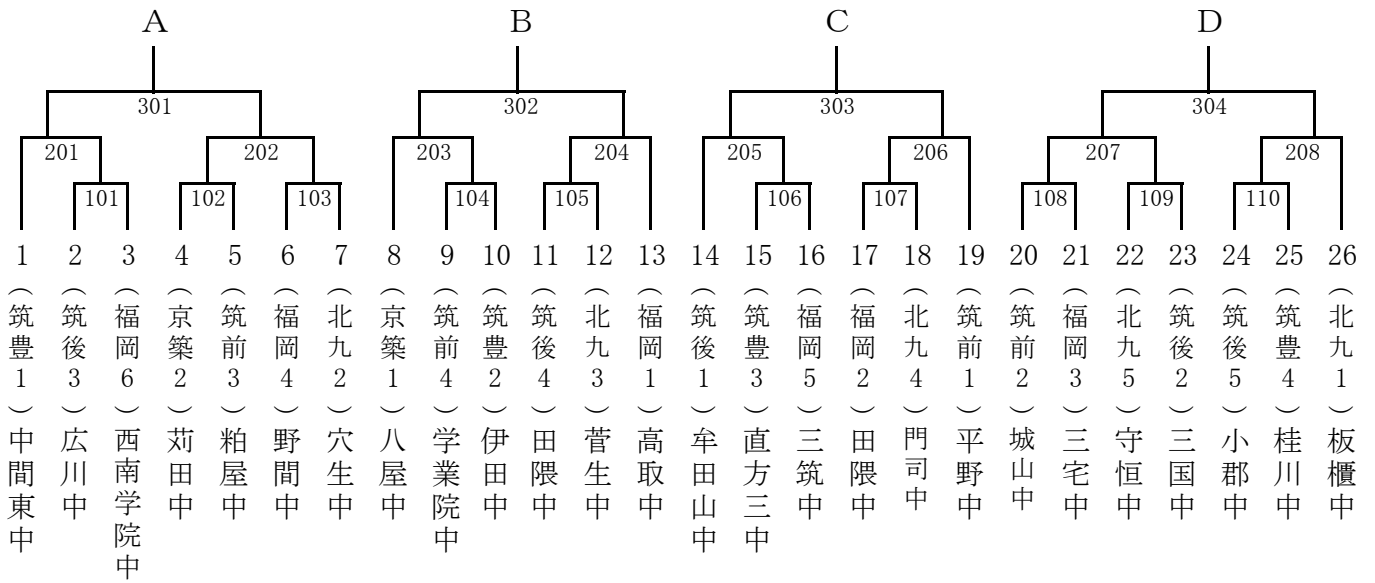 A B C D
301 302 303 304
201 202 203 204 205 206 207 208
101 102 103 104 105 106 107 108 109 110
1 2 3 4 5 6 7 8 9 10 11 12 13 14 15 16 17 18 19 20 21 22 23 24 25 26
（筑豊1）中間東中
（筑後3）広川中
（福岡6）西南学院中
（京築2）苅田中
（筑前3）粕屋中
（福岡4）野間中
（北九2）穴生中
（京築1）八屋中
（筑前4）学業院中
（筑豊2）伊田中
（筑後4）田隈中
（北九3）菅生中
（福岡1）高取中
（筑後1）牟田山中
（筑豊3）直方三中
（福岡5）三筑中
（福岡2）田隈中
（北九4）門司中
（筑前1）平野中
（筑前2）城山中
（福岡3）三宅中
（北九5）守恒中
（筑後2）三国中
（筑後5）小郡中
（筑豊4）桂川中
（北九1）板櫃中